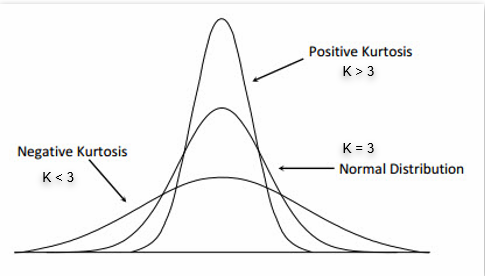 Positive Kurtosis
K > 3
K = 3
Normal Distribution
Negative Kurtosis
K < 3